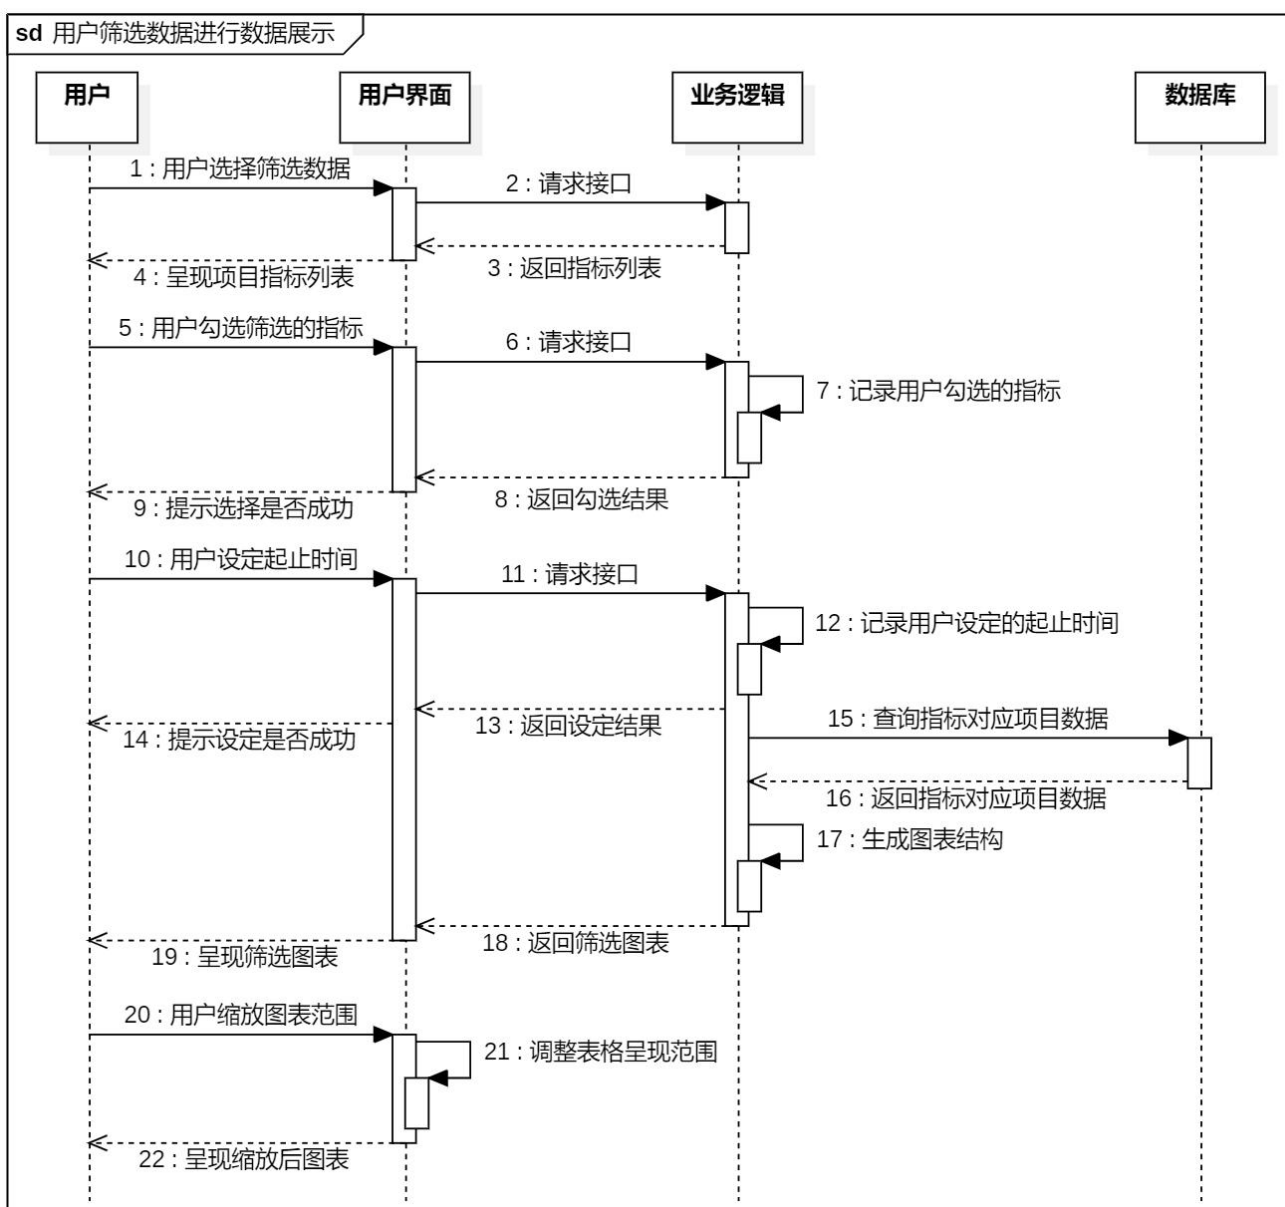 sd 用户筛选数据进行数据展示
用户
用户界面
业务逻辑
数据库
1 : 用户选择筛选数据
2 : 请求接口
3 : 返回指标列表
4 : 呈现项目指标列表
5 : 用户勾选筛选的指标
6 : 请求接口
7 : 记录用户勾选的指标
8 : 返回勾选结果
9 : 提示选择是否成功
10 : 用户设定起止时间
11 : 请求接口
12 : 记录用户设定的起止时间
13 : 返回设定结果
14 : 提示设定是否成功
15 : 查询指标对应项目数据
16 : 返回指标对应项目数据
17 : 生成图表结构
18 : 返回筛选图表
19 : 呈现筛选图表
20 : 用户缩放图表范围
21 : 调整表格呈现范围
22 : 呈现缩放后图表